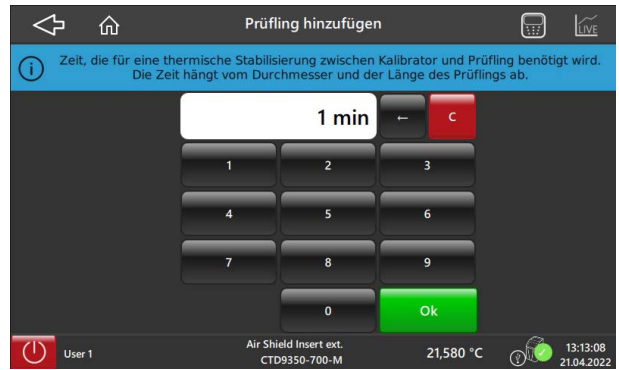 Prüfling hinzufügen
LIVE
Zeit, die für eine thermische Stabilisierung zwischen Kalibrator und Prüfling benötigt wird.
Die Zeit hängt vom Durchmesser und der Länge des Prüflings ab.
1 min
← C
1 2 3
4 5 6
7 8 9
0 Ok
User 1
Air Shield Insert ext.
CTD9350-700-M
21,580 °C
13:13:08
21.04.2022